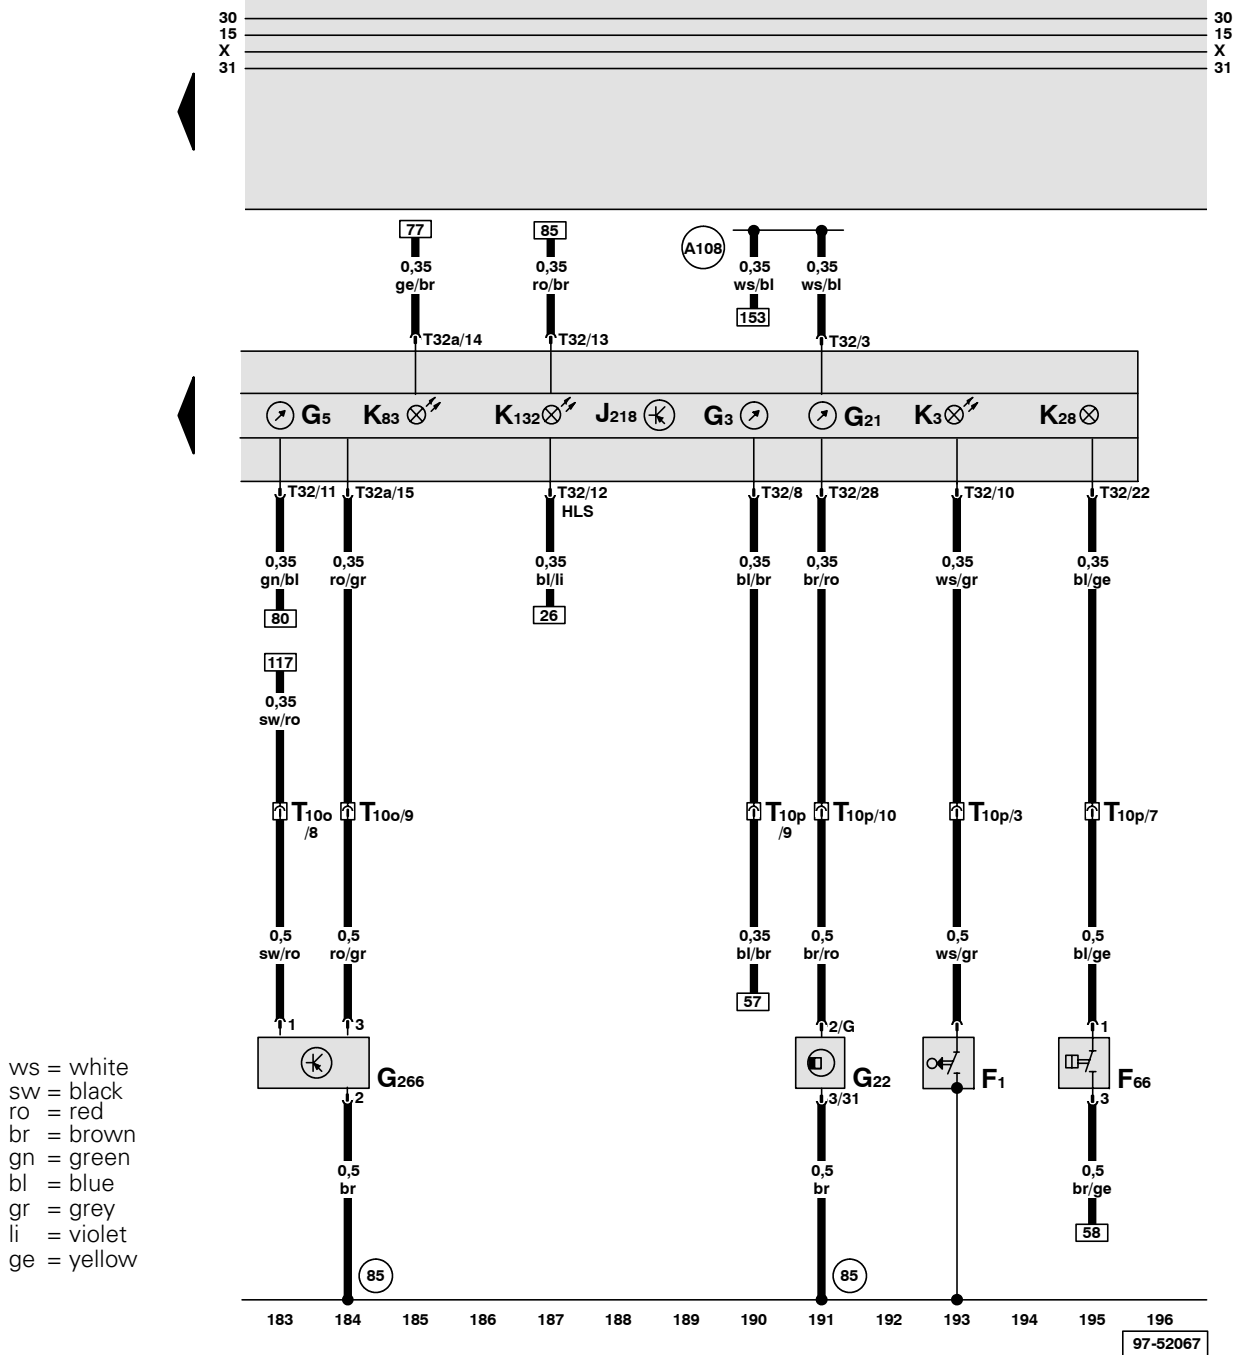 30 30
15 15
X X
31 31
77 85
A108
0,35 0,35 0,35 0,35
ge/br ro/br ws/bl ws/bl
153
T32a/14 T32/13 T32/3
G5 K83 K132 J218 G3 G21 K3 K28
T32/11 T32a/15 T32/12 T32/8 T32/28 T32/10 T32/22
HLS
0,35 0,35 0,35 0,35 0,35 0,35 0,35
gn/bl ro/gr bl/li bl/br br/ro ws/gr bl/ge
80 26
117
0,35
sw/ro
T10o T10o/9 T10p T10p/10 T10p/3 T10p/7
/8 /9
0,5 0,5 0,35 0,5 0,5 0,5
sw/ro ro/gr bl/br br/ro ws/gr bl/ge
57
1 3 2/G 1
G266 G22 F1 F66
2 3/31 3
ws = white
sw = black
ro = red
br = brown
gn = green
bl = blue
gr = grey
li = violet
ge = yellow
0,5 0,5 0,5
br br br/ge
58
85 85
183 184 185 186 187 188 189 190 191 192 193 194 195 196
97-52067